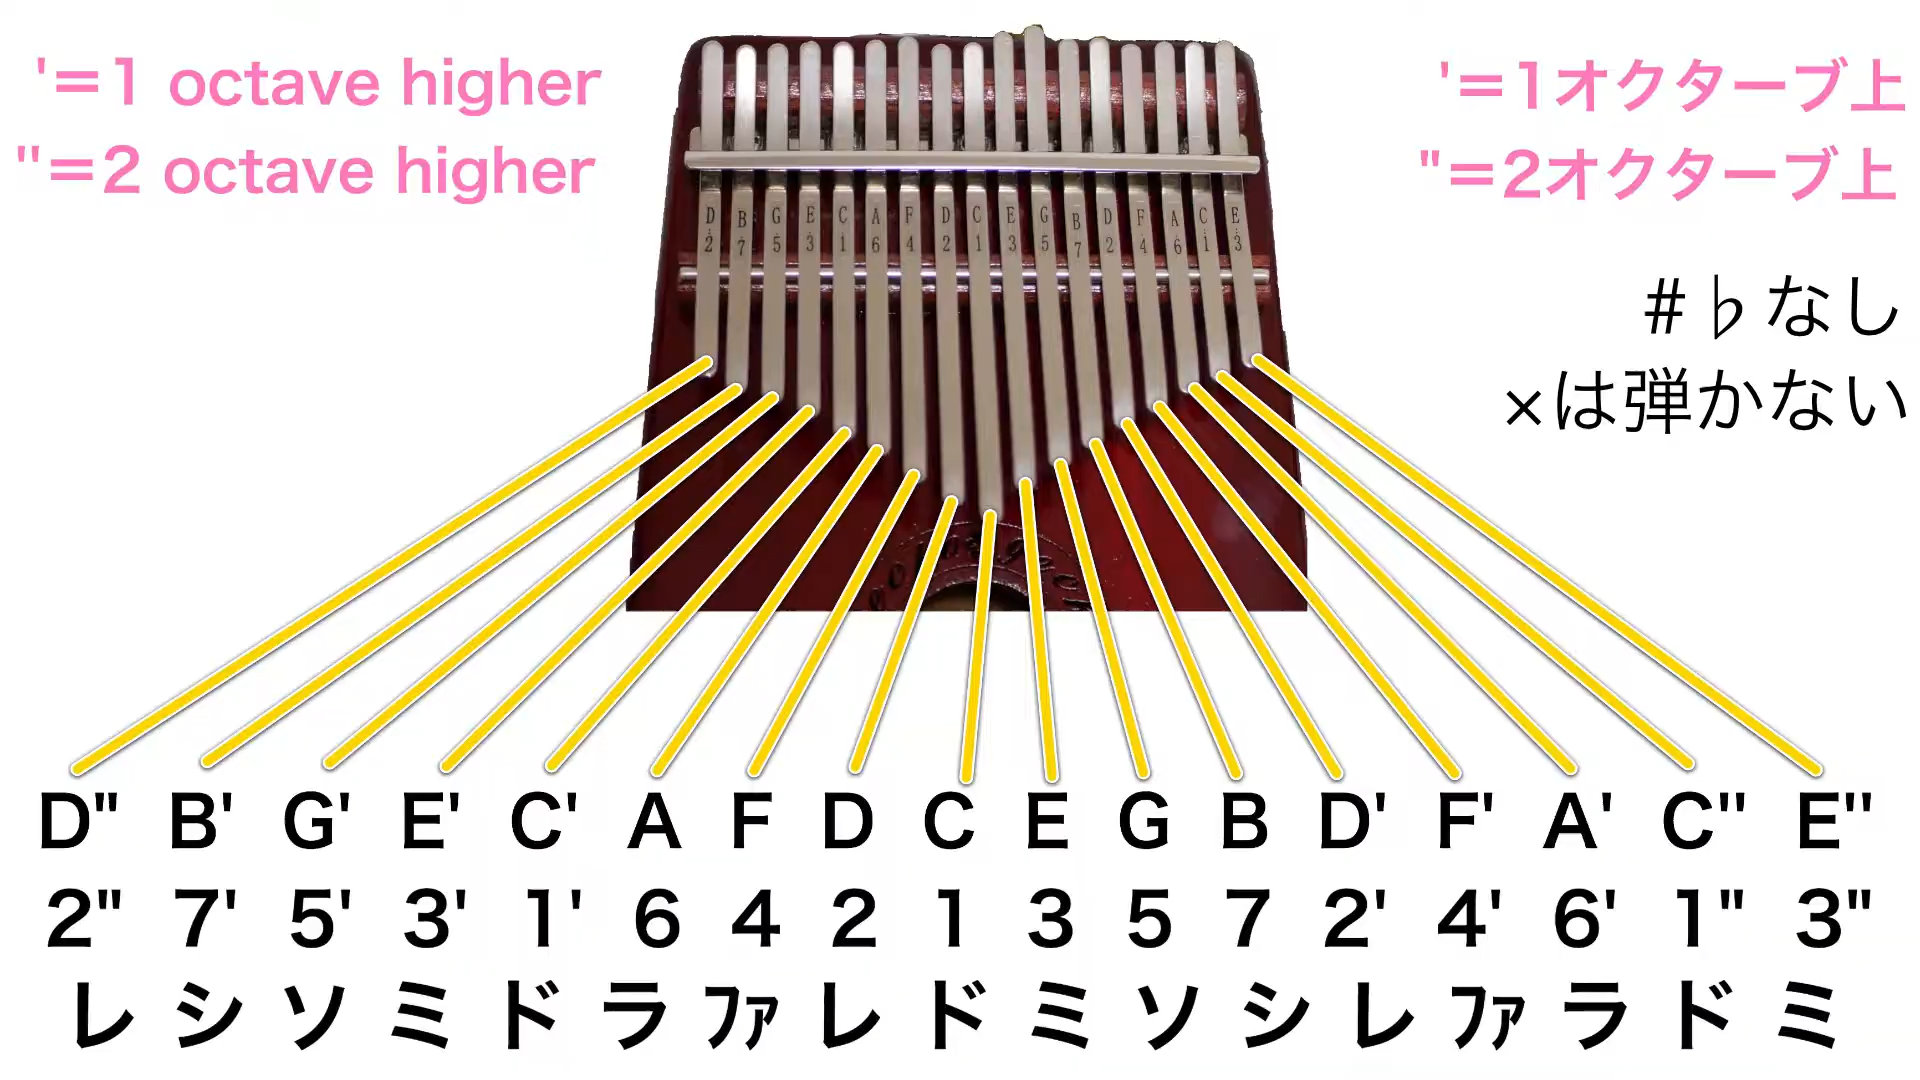 '=1 octave higher
"=2 octave higher
'=1オクターブ上
"=2オクターブ上
#♭なし
×は弾かない
D B G E C A F D C E G B D F A C E
2 7 5 3 1 6 4 2 1 3 5 7 2 4 6 1 3
D" B' G' E' C' A F D C E G B D' F' A' C" E"
2" 7' 5' 3' 1' 6 4 2 1 3 5 7 2' 4' 6' 1" 3"
レ シ ソ ミ ド ラ ファ レ ド ミ ソ シ レ ファ ラ ド ミ